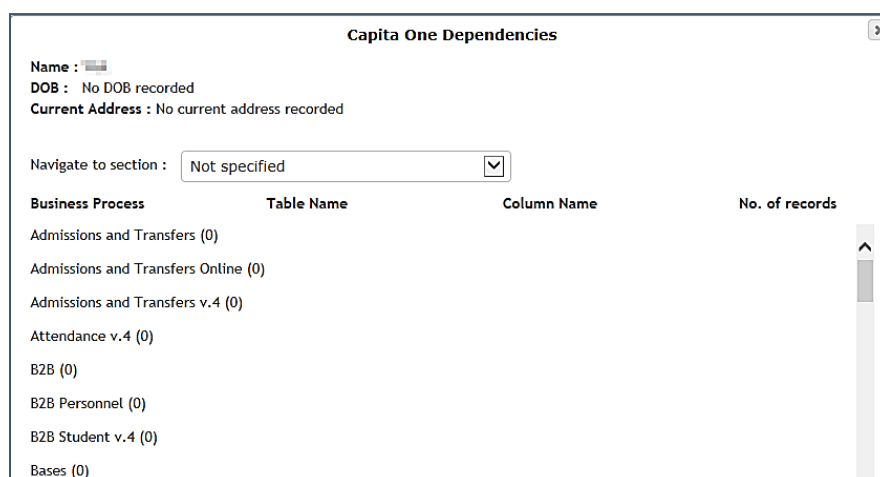 Capita One Dependencies
Name :
DOB : No DOB recorded
Current Address : No current address recorded
Navigate to section : Not specified
Business Process Table Name Column Name No. of records
Admissions and Transfers (0)
Admissions and Transfers Online (0)
Admissions and Transfers v.4 (0)
Attendance v.4 (0)
B2B (0)
B2B Personnel (0)
B2B Student v.4 (0)
Bases (0)